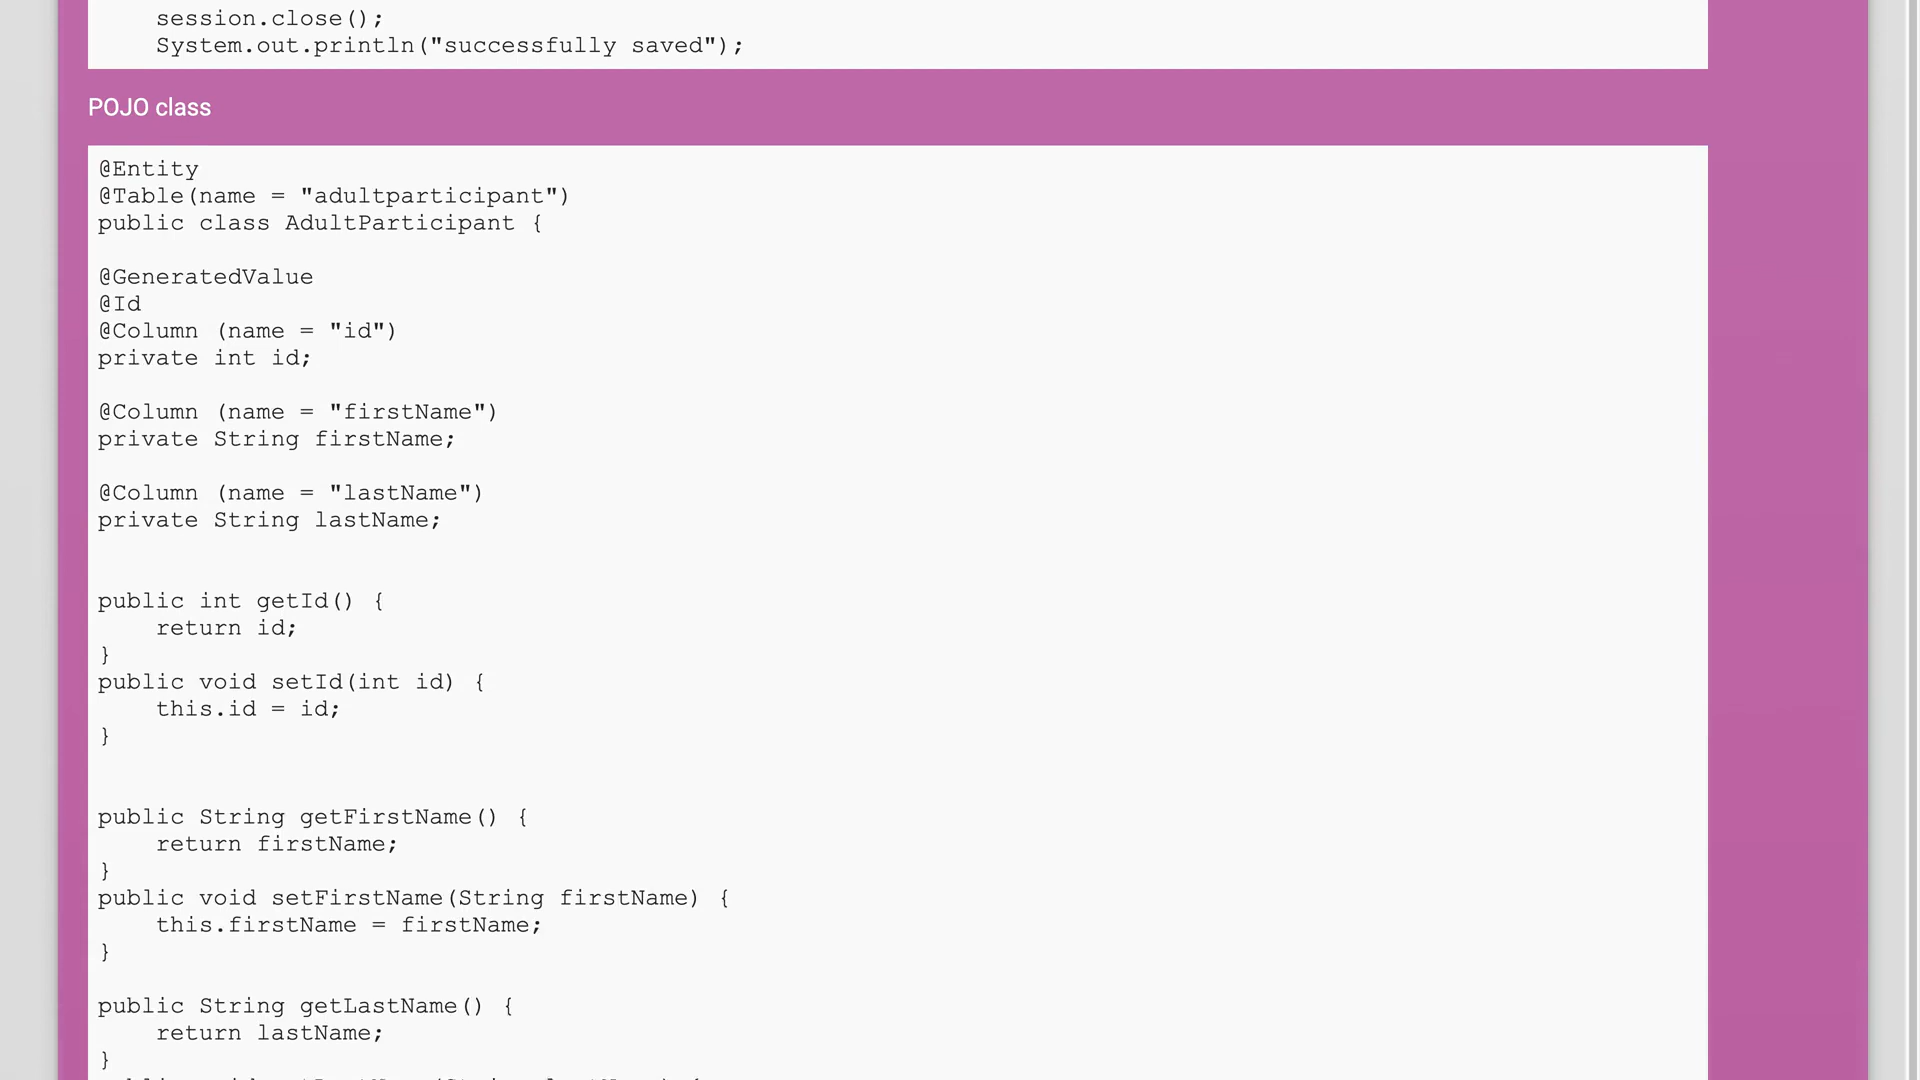 session.close();
System.out.println("successfully saved");
POJO class
@Entity
@Table(name = "adultparticipant")
public class AdultParticipant {
@GeneratedValue
@Id
@Column (name = "id")
private int id;
@Column (name = "firstName")
private String firstName;
@Column (name = "lastName")
private String lastName;
public int getId() {
return id;
}
public void setId(int id) {
this.id = id;
}
public String getFirstName() {
return firstName;
}
public void setFirstName(String firstName) {
this.firstName = firstName;
}
public String getLastName() {
return lastName;
}